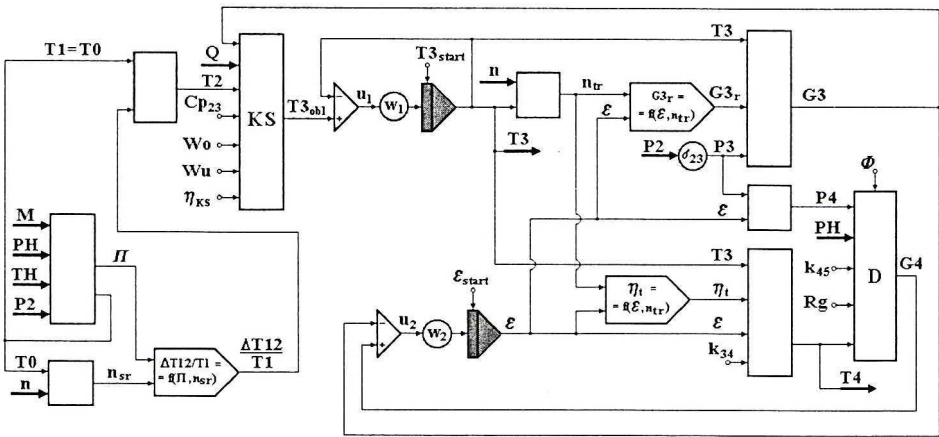 T1=T0
Q
T2
Cp23
Wo
Wu
ηKS
KS
T3obl
u1
W1
T3start
T3
n
ntr
ε
G3r =
= f(ε,ntr)
G3r
P2
σ23
P3
T3
G3
M
PH
TH
P2
Π
T0
n
nsr
ΔT12/T1 =
= f(Π,nsr)
ΔT12
T1
u2
W2
εstart
ε
ηt =
= f(ε,ntr)
ε
P4
T3
ηt
ε
k34
Φ
PH
k45
Rg
D
G4
T4